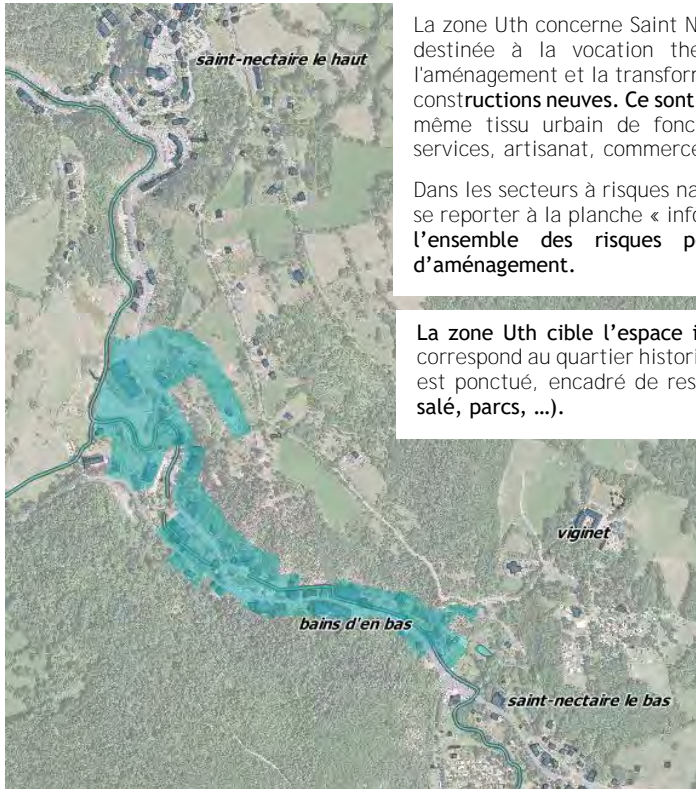 saint-nectaire le haut
La zone Uth concerne Saint N
destinée à la vocation the
l'aménagement et la transform
constructions neuves. Ce sont
même tissu urbain de fonc
services, artisanat, commerce
Dans les secteurs à risques na
se reporter à la planche « info
l’ensemble des risques p
d’aménagement.
La zone Uth cible l’espace i
correspond au quartier histori
est ponctué, encadré de res
salé, parcs, …).
viginet
bains d'en bas
saint-nectaire le bas